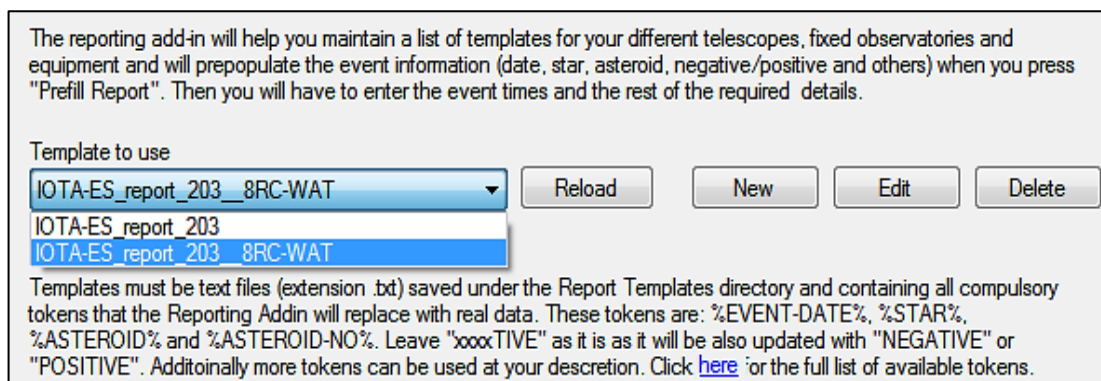 The reporting add-in will help you maintain a list of templates for your different telescopes, fixed observatories and
equipment and will prepopulate the event information (date, star, asteroid, negative/positive and others) when you press
"Prefill Report". Then you will have to enter the event times and the rest of the required details.
Template to use
IOTA-ES_report_203__8RC-WAT Reload New Edit Delete
IOTA-ES_report_203
IOTA-ES_report_203__8RC-WAT
Templates must be text files (extension .txt) saved under the Report Templates directory and containing all compulsory
tokens that the Reporting Addin will replace with real data. These tokens are: %EVENT-DATE%, %STAR%,
%ASTEROID% and %ASTEROID-NO%. Leave "xxxxTIVE" as it is as it will be also updated with "NEGATIVE" or
"POSITIVE". Additoinally more tokens can be used at your descretion. Click here for the full list of available tokens.